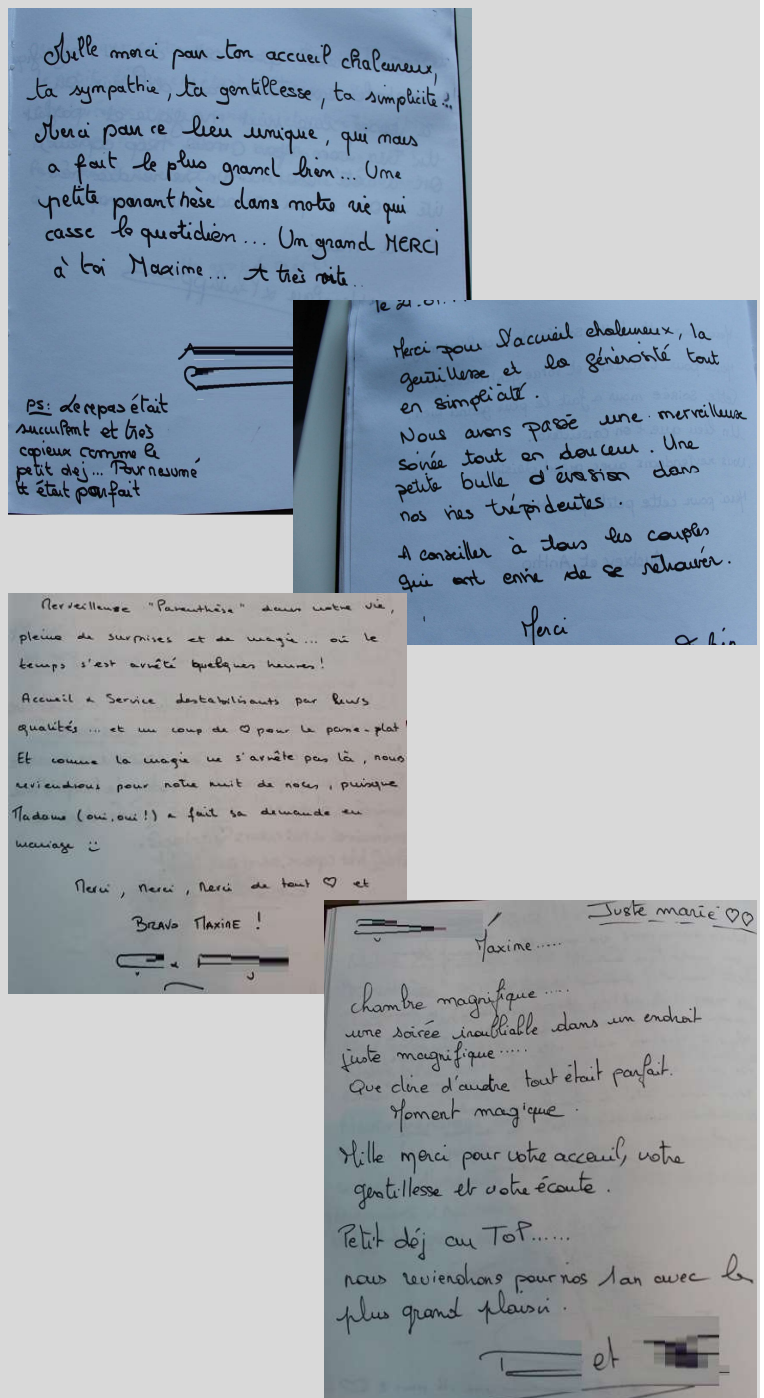 Mille merci pour ton accueil chaleureux,
ta sympathie, ta gentillesse, ta simplicité...
Merci pour ce lieu unique, qui nous
a fait le plus grand bien... Une
petite paranthèse dans notre vie qui
casse le quotidien... Un grand MERCI
à toi Maxime... A très vite..
PS: Le repas était
succulent et très
copieux comme le
petit dej... Pour resumé
tt était parfait
Merci pour l'accueil chaleureux, la
gentillesse et la générosité tout
en simplicité.
Nous avons passé une merveilleux
soirée tout en douceur. Une
petite bulle d'évasion dans
nos vies trépidentes
A conseiller à tous les couples
qui ont envie de se retrouver.
Merci
Merveilleuse "Paranthèse" dans notre vie,
pleine de surprises et de magie... où le
temps s'est arrêté quelques heures!
Accueil & Service destabilisants par leurs
qualités... et un coup de ♡ pour le passe-plat!
Et comme la magie ne s'arrête pas là, nous
reviendrons pour notre nuit de noces, puisque
Madame (oui, oui!) a fait sa demande en
mariage :)
Merci, Merci, Merci de tout ♡ et
BRAVO MAXIME !
&
Juste marié ♡♡
Maxime.....
chambre magnifique.....
une soirée inoubliable dans un endroit
juste magnifique.....
Que dire d'autre tout était parfait.
Moment magique.
Mille merci pour votre acceuil, votre
gentillesse et votre écoute.
Petit déj au ToP......
nous reviendrons pour nos 1an avec le
plus grand plaisir.
et